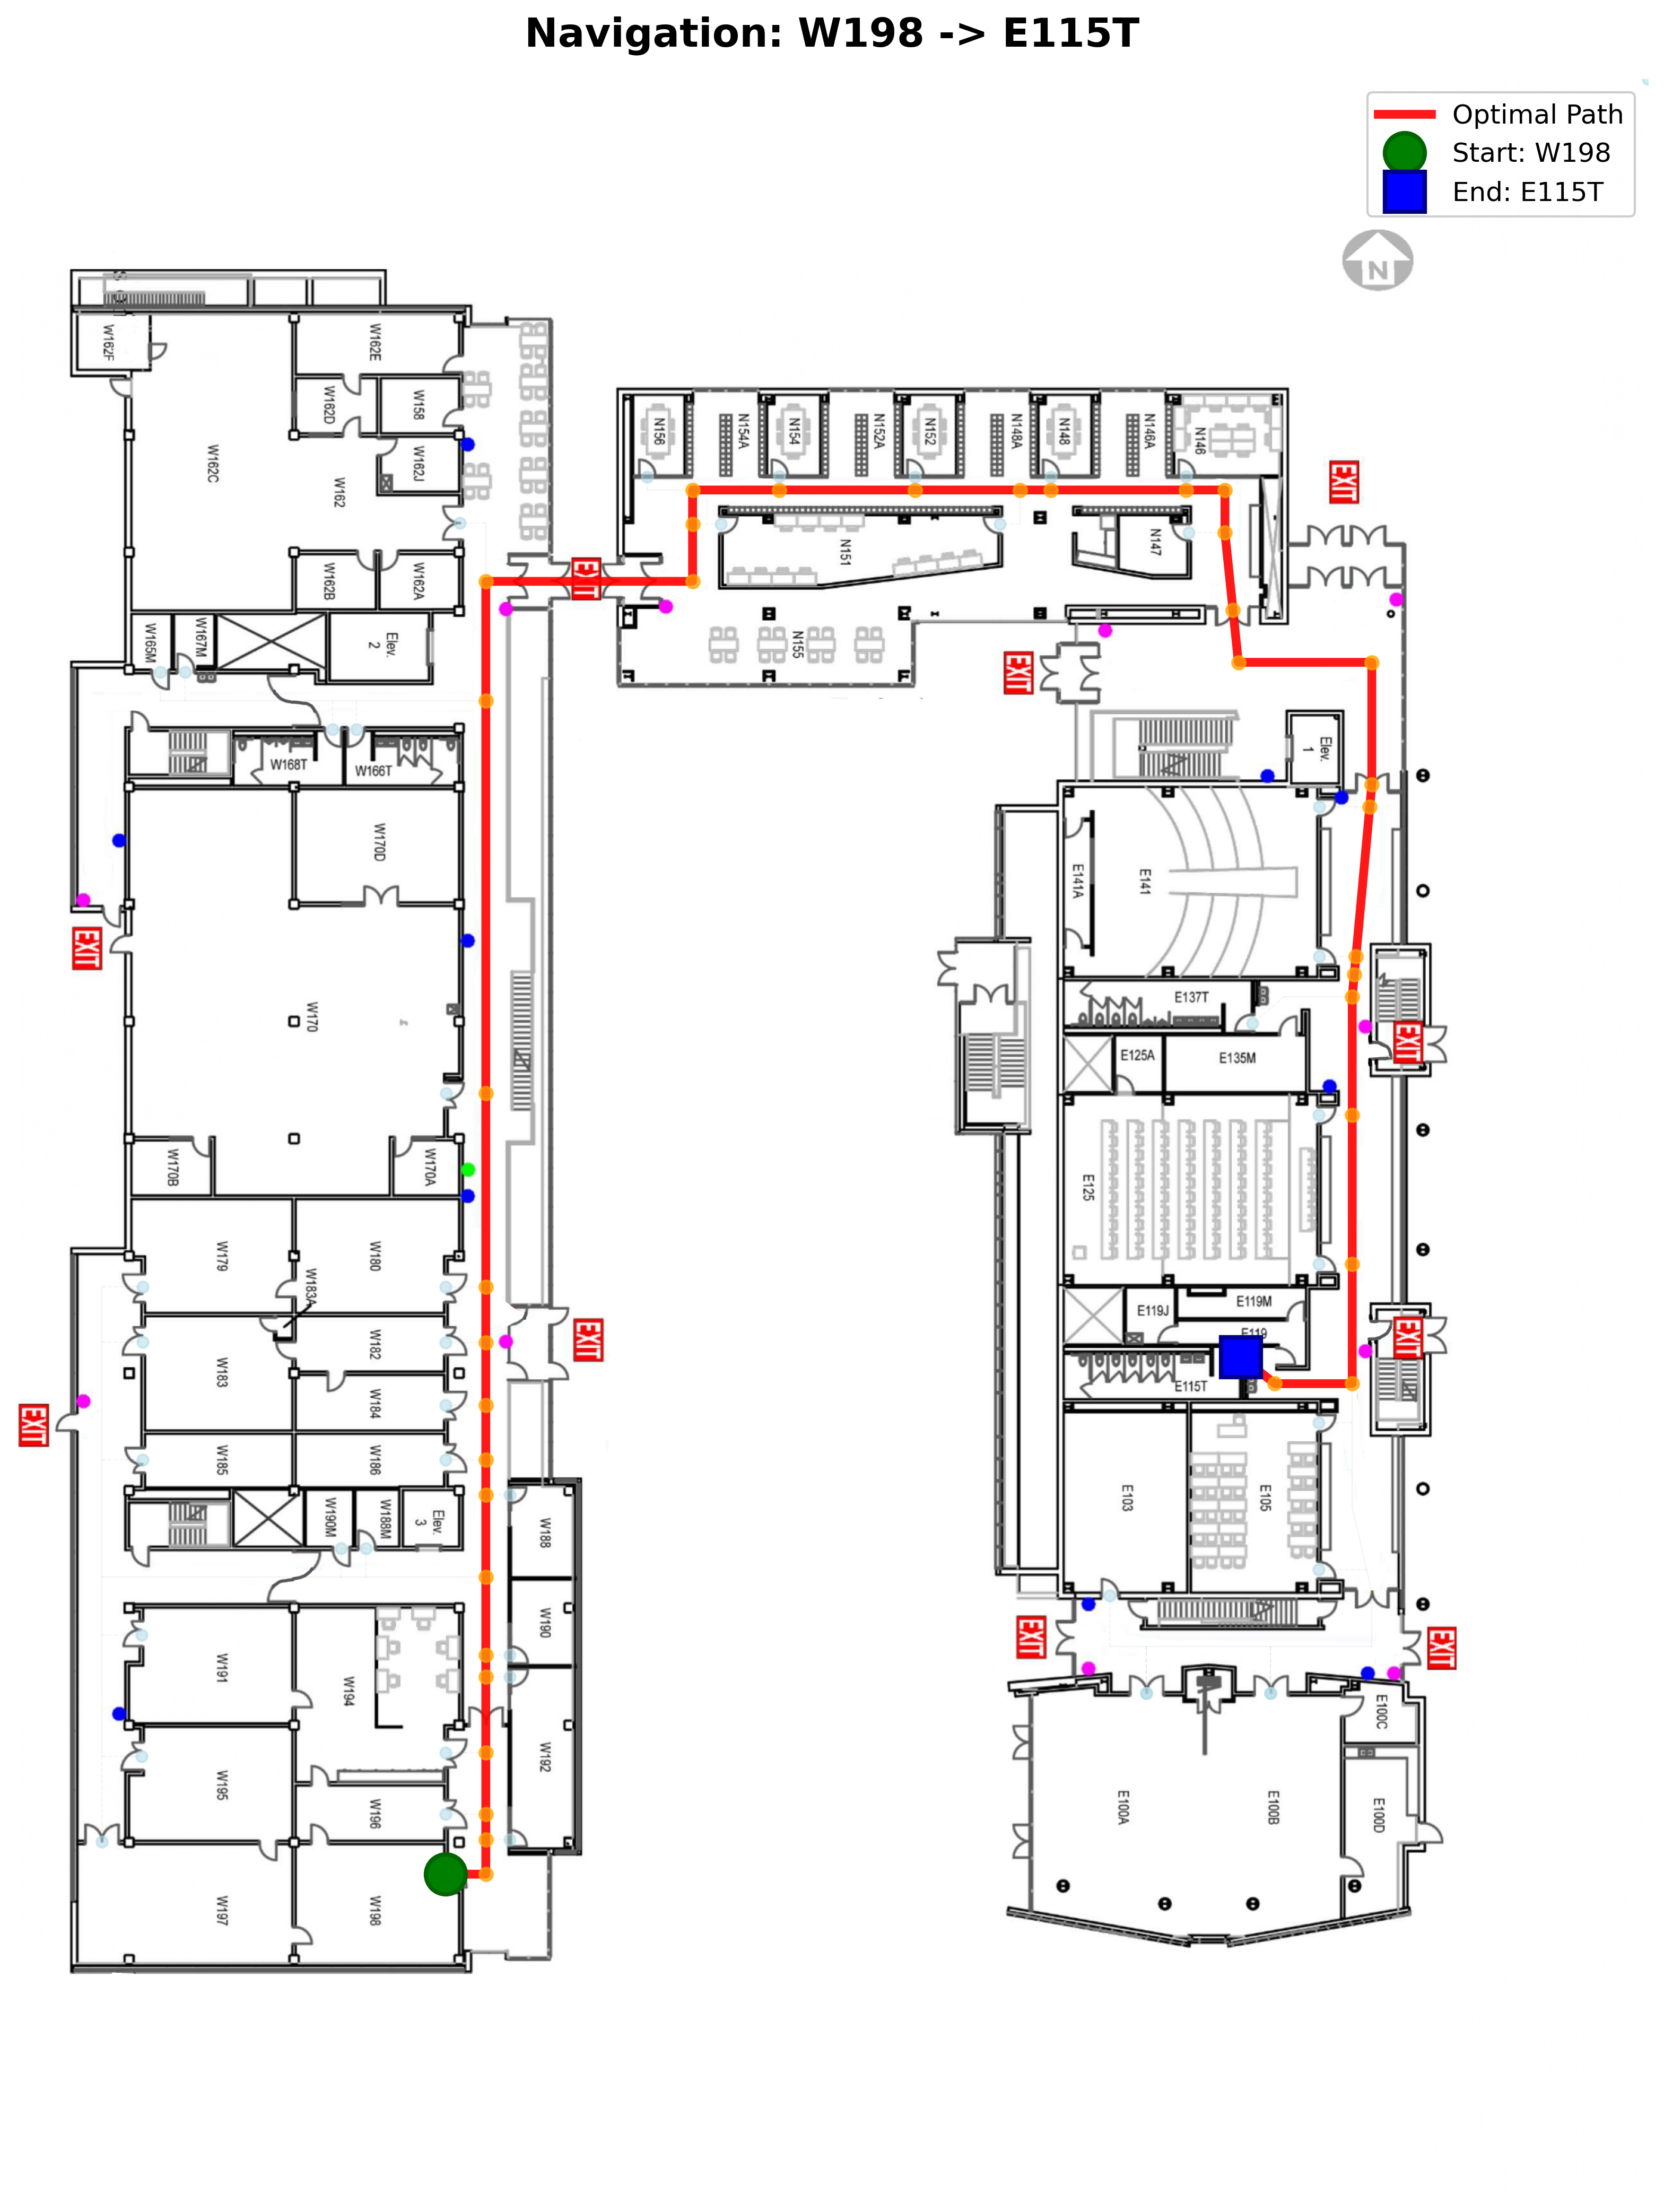 Navigation: W198 -> E115T
Optimal Path
Start: W198
End: E115T
N
W162F
W162E
W162D
W158
W162C
W162J
W162
W162B
W162A
W165M
W167M
Elev. 2
W168T
W166T
W170D
W170
W170B
W170A
W179
W180
W183A
W183
W182
W184
W185
W186
W190M
W188M
Elev. 3
W188
W190
W191
W194
W192
W195
W196
W197
W198
N156
N154A
N154
N152A
N152
N148A
N148
N146A
N146
N151
N147
N155
EXIT
EXIT
EXIT
EXIT
EXIT
EXIT
EXIT
EXIT
EXIT
EXIT
Elev. 1
E141A
E141
E137T
E125A
E135M
E125
E119J
E119M
E119
E115T
E103
E105
E100C
E100A
E100B
E100D